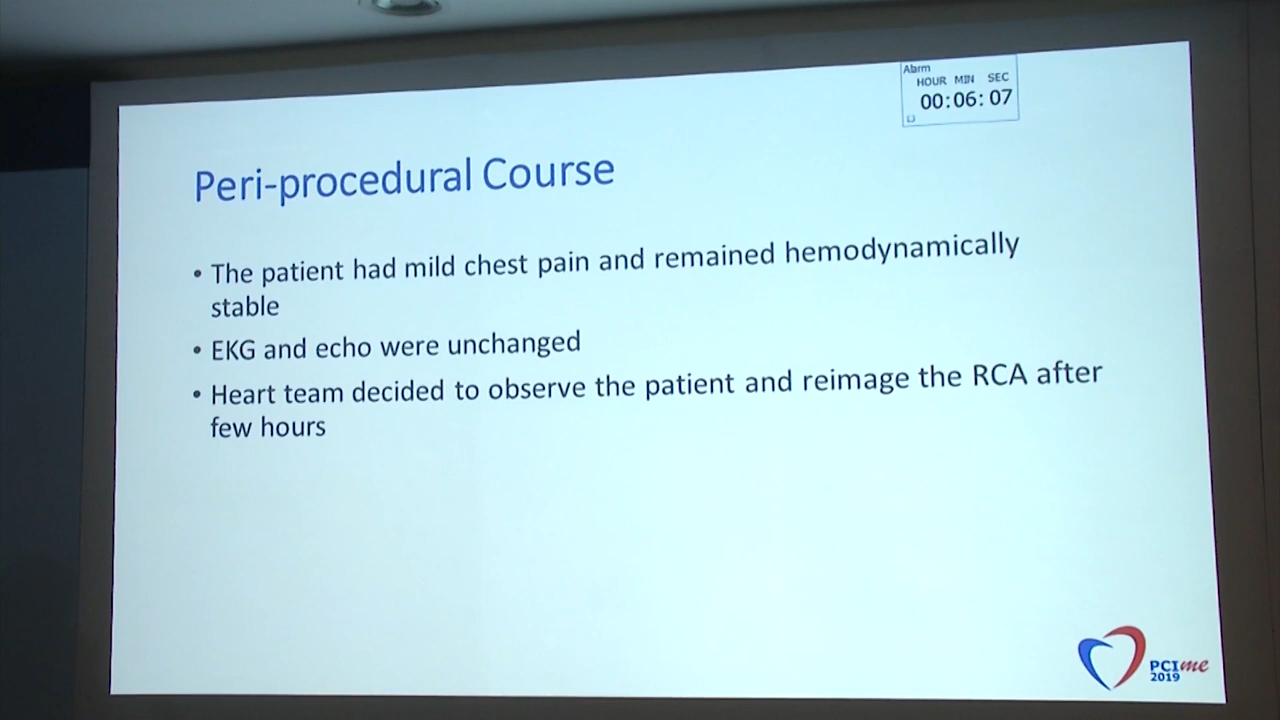 Abrm
HOUR MIN SEC
00:06:07
Peri-procedural Course
• The patient had mild chest pain and remained hemodynamically
stable
• EKG and echo were unchanged
• Heart team decided to observe the patient and reimage the RCA after
few hours
PCIme
2019